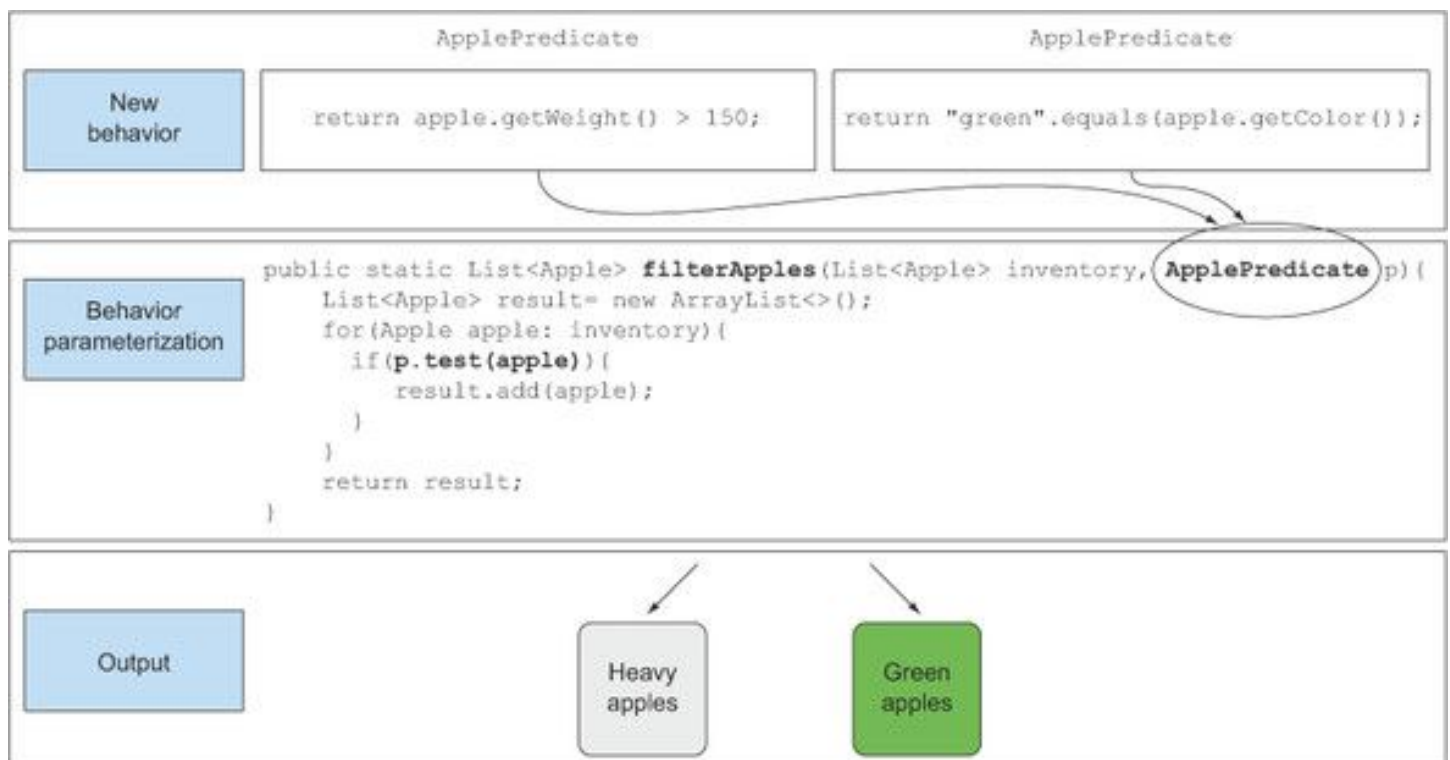 ApplePredicate
ApplePredicate
New
behavior
return apple.getWeight() > 150;
return "green".equals(apple.getColor());
Behavior
parameterization
public static List<Apple> filterApples(List<Apple> inventory, ApplePredicate p){
List<Apple> result= new ArrayList<>();
for(Apple apple: inventory){
if(p.test(apple)){
result.add(apple);
}
}
return result;
}
Output
Heavy
apples
Green
apples